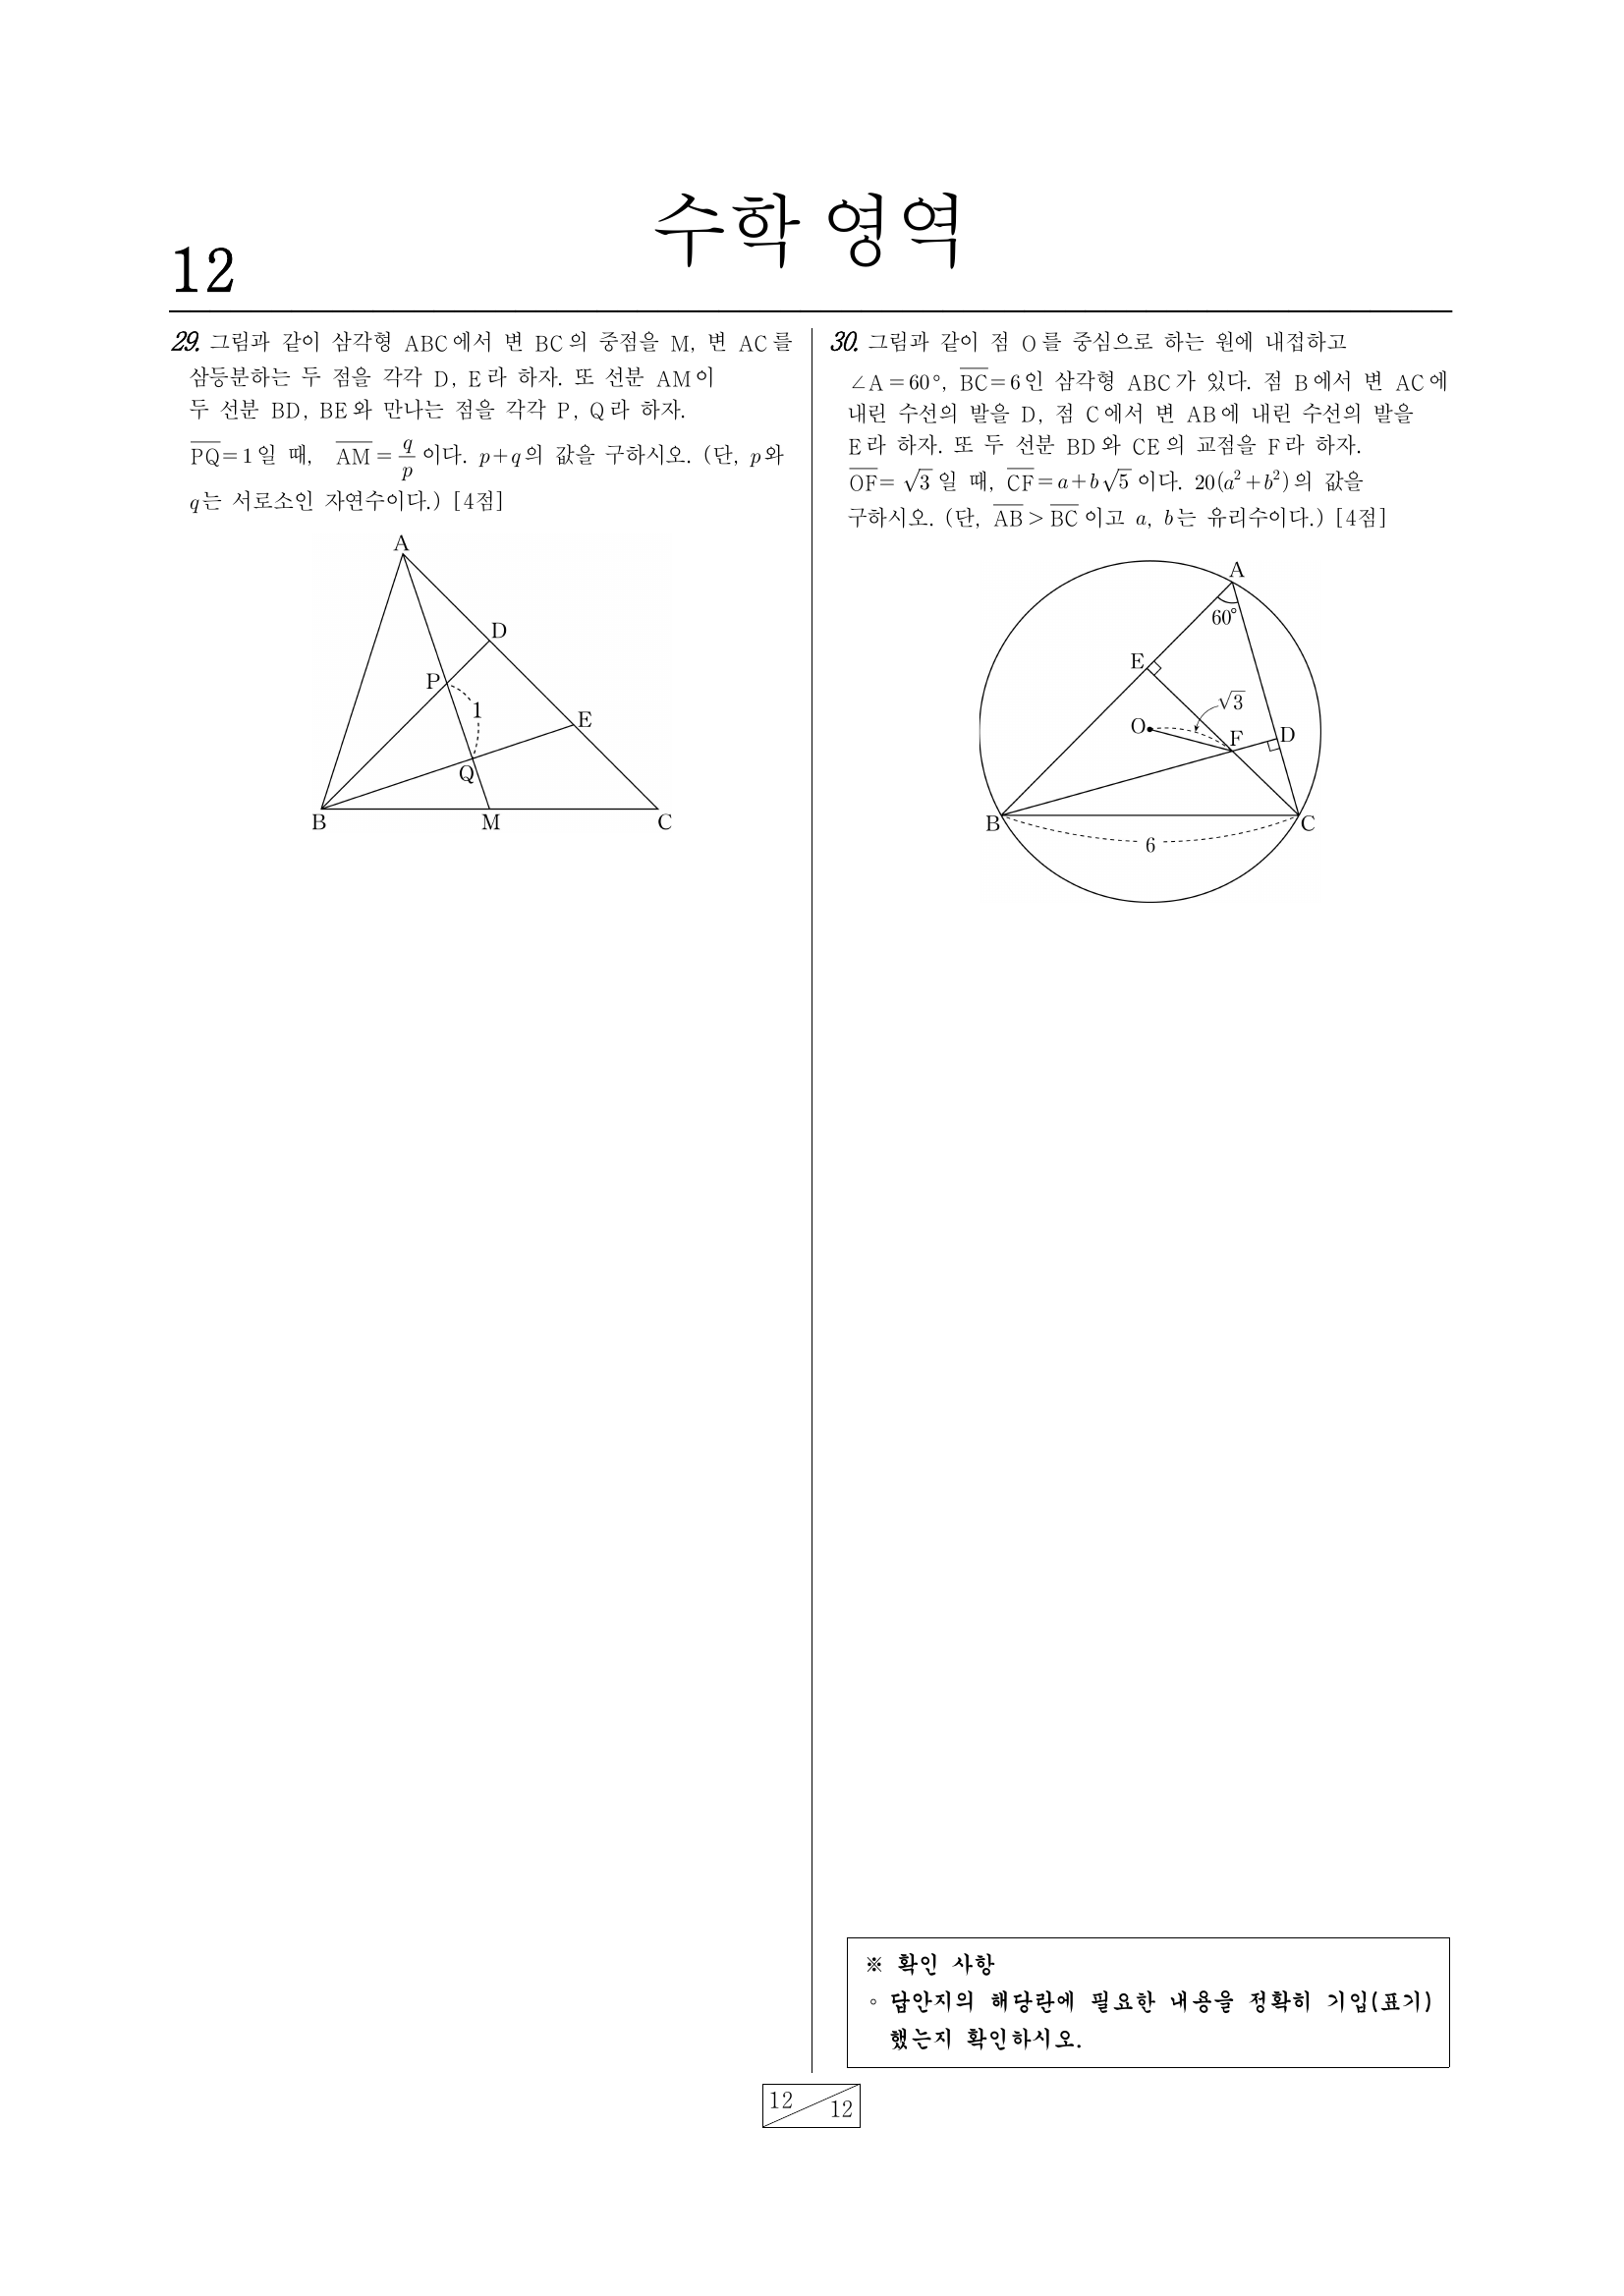 수학 영역
12
29. 그림과 같이 삼각형 ABC에서 변 BC의 중점을 M, 변 AC를
삼등분하는 두 점을 각각 D, E라 하자. 또 선분 AM이
두 선분 BD, BE와 만나는 점을 각각 P, Q라 하자.
$\overline{PQ}=1$일 때, $\overline{AM}=\frac{q}{p}$이다. $p+q$의 값을 구하시오. (단, $p$와
$q$는 서로소인 자연수이다.) [4점]
A
D
P
1
E
Q
B M C
30. 그림과 같이 점 O를 중심으로 하는 원에 내접하고
∠A=60°, $\overline{BC}=6$인 삼각형 ABC가 있다. 점 B에서 변 AC에
내린 수선의 발을 D, 점 C에서 변 AB에 내린 수선의 발을
E라 하자. 또 두 선분 BD와 CE의 교점을 F라 하자.
$\overline{OF}=\sqrt{3}$일 때, $\overline{CF}=a+b\sqrt{5}$이다. $20(a^2+b^2)$의 값을
구하시오. (단, $\overline{AB}>\overline{BC}$이고 $a$, $b$는 유리수이다.) [4점]
A
60°
E
√3
O F D
B C
6
※ 확인 사항
◦ 답안지의 해당란에 필요한 내용을 정확히 기입(표기)
했는지 확인하시오.
12
12